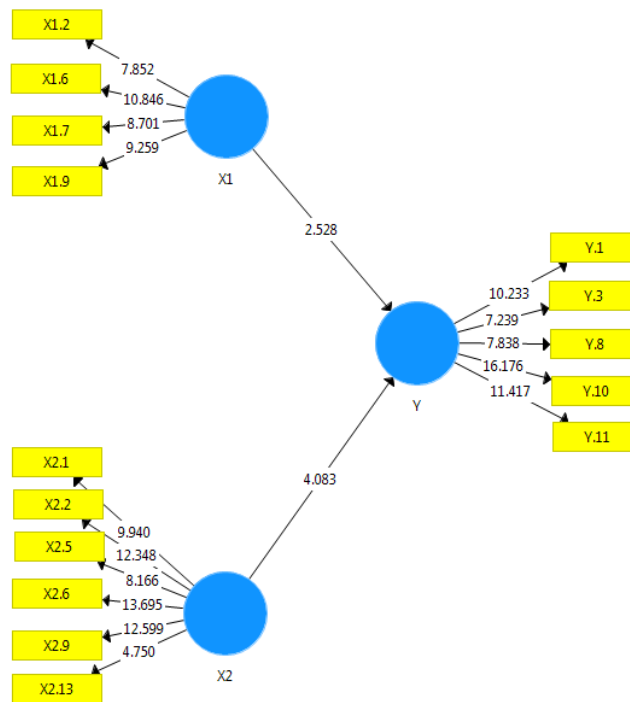 X1.2
7.852
X1.6
10.846
X1.7
8.701
X1.9
9.259
X1
2.528
Y.1
10.233
Y.3
7.239
Y.8
7.838
Y.10
16.176
Y.11
11.417
Y
4.083
X2.1
9.940
X2.2
12.348
X2.5
8.166
X2.6
13.695
X2.9
12.599
X2.13
4.750
X2